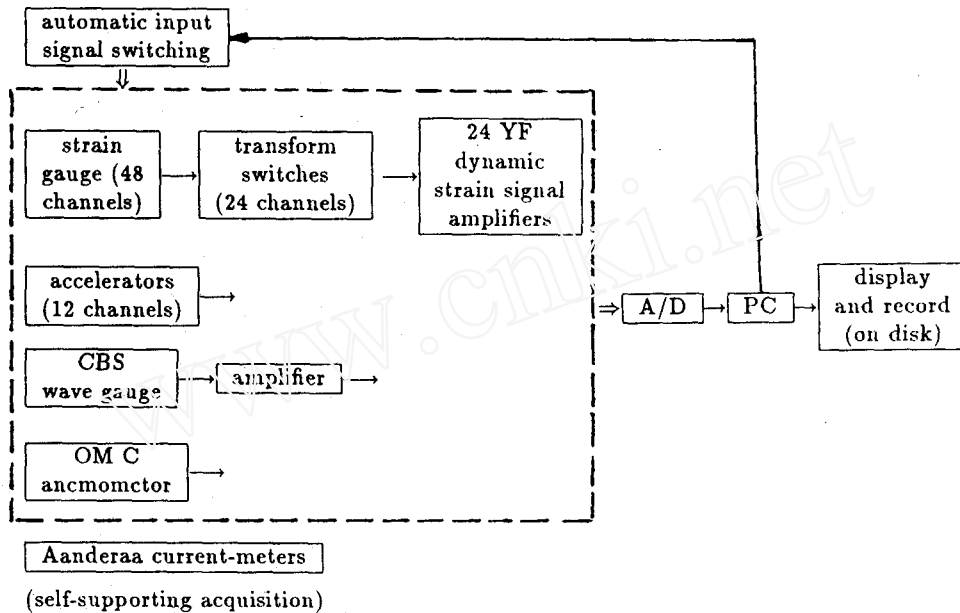 automatic input
signal switching
strain
gauge (48
channels)
transform
switches
(24 channels)
24 YF
dynamic
strain signal
amplifiers
accelerators
(12 channels)
CBS
wave gauge
amplifier
OM C
ancmomctor
A/D
PC
display
and record
(on disk)
Aanderaa current-meters
(self-supporting acquisition)
www.cnki.net